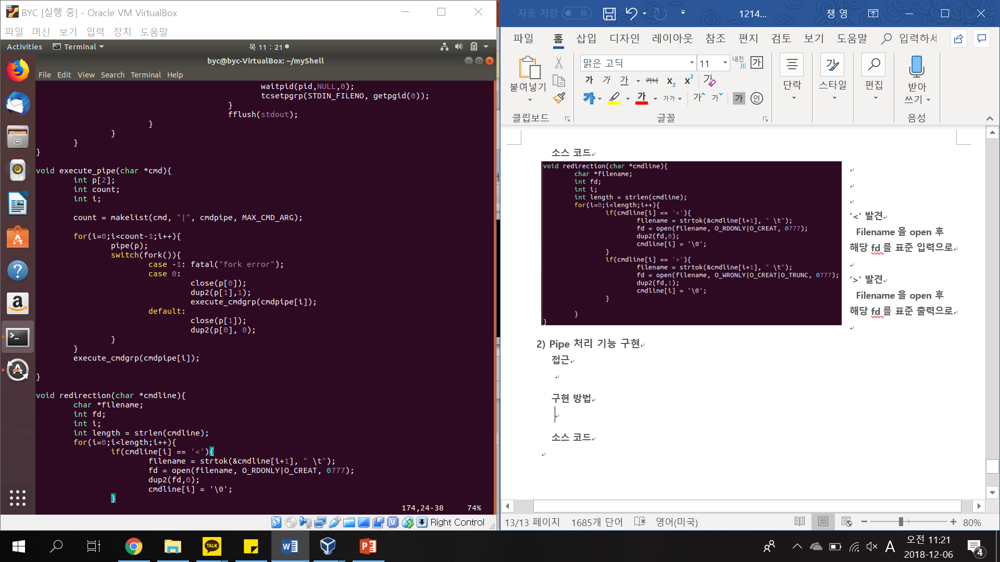 BYC [실행 중] - Oracle VM VirtualBox
파일 머신 보기 입력 장치 도움말
Activities Terminal 목 11 : 21
byc@byc-VirtualBox: ~/myShell
File Edit View Search Terminal Help
waitpid(pid,NULL,0);
tcsetpgrp(STDIN_FILENO, getpgid(0));
}
fflush(stdout);
}
}
}
}
void execute_pipe(char *cmd){
int p[2];
int count;
int i;
count = makelist(cmd, "|", cmdpipe, MAX_CMD_ARG);
for(i=0;i<count-1;i++){
pipe(p);
switch(fork()){
case -1: fatal("fork error");
case 0:
close(p[0]);
dup2(p[1],1);
execute_cmdgrp(cmdpipe[i]);
default:
close(p[1]);
dup2(p[0], 0);
}
}
execute_cmdgrp(cmdpipe[i]);
}
void redirection(char *cmdline){
char *filename;
int fd;
int i;
int length = strlen(cmdline);
for(i=0;i<length;i++){
if(cmdline[i] == '<'){
filename = strtok(&cmdline[i+1], " \t");
fd = open(filename, O_RDONLY|O_CREAT, 0777);
dup2(fd,0);
cmdline[i] = '\0';
}
174,24-38 74%
Right Control
자동 저장 끔 1214... 챙 영
파일 홈 삽입 디자인 레이아웃 참조 편지 검토 보기 도움말 입력하세
붙여넣기
클립보드
맑은 고딕 11 내천 川 가
가 가 가 가나 x₂ x² 가
가 가 가가 가 가 가 인
글꼴
단락
스타일
편집
받아
쓰기
음성
소스 코드
void redirection(char *cmdline){
char *filename;
int fd;
int i;
int length = strlen(cmdline);
for(i=0;i<length;i++){
if(cmdline[i] == '<'){
filename = strtok(&cmdline[i+1], " \t");
fd = open(filename, O_RDONLY|O_CREAT, 0777);
dup2(fd,0);
cmdline[i] = '\0';
}
if(cmdline[i] == '>'){
filename = strtok(&cmdline[i+1], " \t");
fd = open(filename, O_WRONLY|O_CREAT|O_TRUNC, 0777);
dup2(fd,1);
cmdline[i] = '\0';
}
}
}
‘<’ 발견
Filename 을 open 후
해당 fd 를 표준 입력으로
‘>’ 발견
Filename 을 open 후
해당 fd 를 표준 출력으로
2) Pipe 처리 기능 구현
접근
구현 방법
소스 코드
13/13 페이지 1685개 단어 영어(미국) 80%
TALK
A 오전 11:21
2018-12-06
4